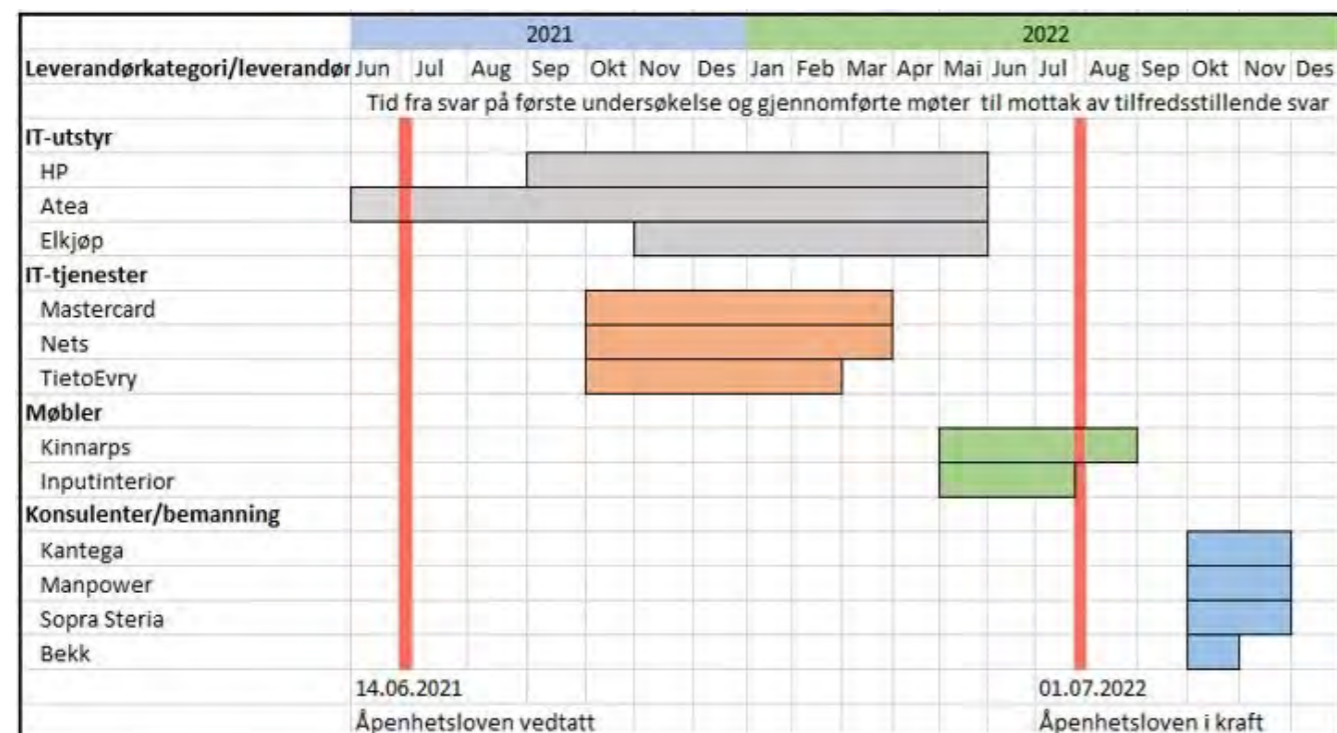 2021 2022
Leverandørkategori/leverandør Jun Jul Aug Sep Okt Nov Des Jan Feb Mar Apr Mai Jun Jul Aug Sep Okt Nov Des
Tid fra svar på første undersøkelse og gjennomførte møter til mottak av tilfredsstillende svar
IT-utstyr
HP
Atea
Elkjøp
IT-tjenester
Mastercard
Nets
TietoEvry
Møbler
Kinnarps
Inputinterior
Konsulenter/bemanning
Kantega
Manpower
Sopra Steria
Bekk
14.06.2021 01.07.2022
Åpenhetsloven vedtatt Åpenhetsloven i kraft